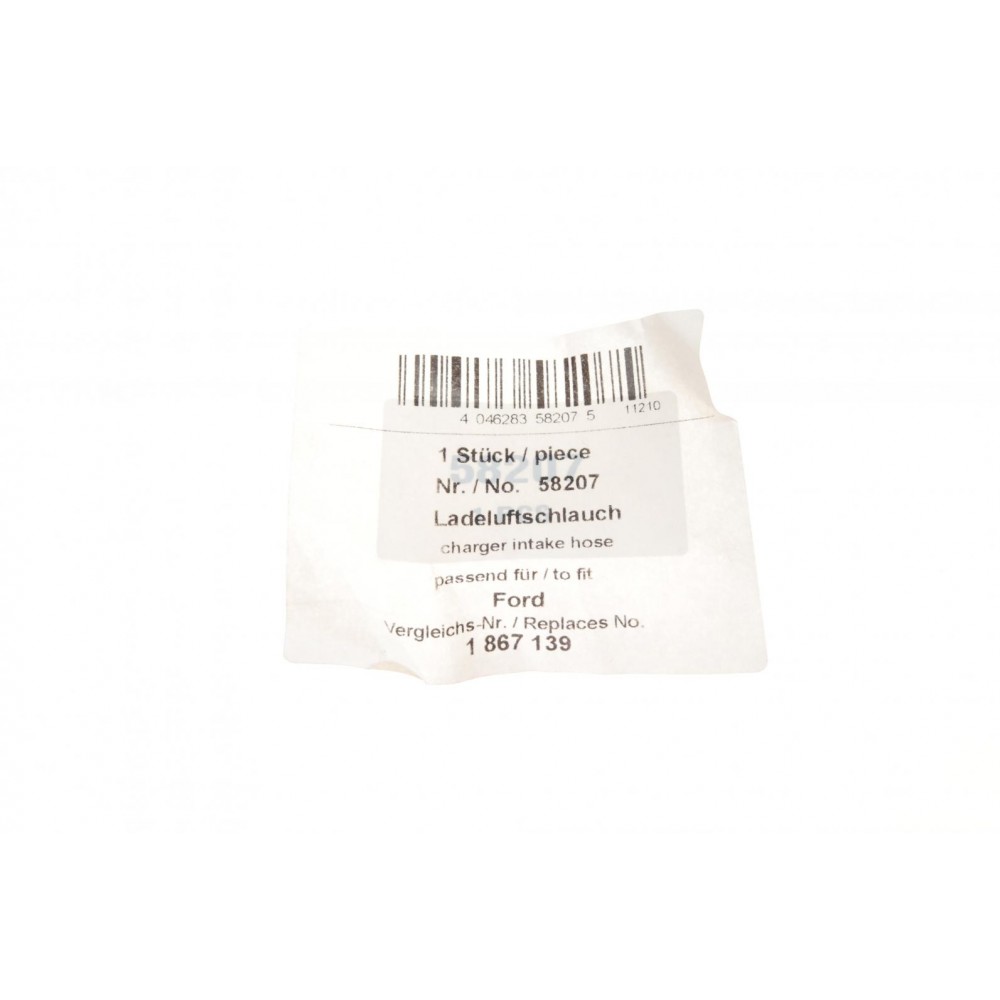 4 046283 58207 5
11210
1 Stück / piece
58207
Nr. / No. 58207
Ladeluftschlauch
charger intake hose
passend für / to fit
Ford
Vergleichs-Nr. / Replaces No.
1 867 139